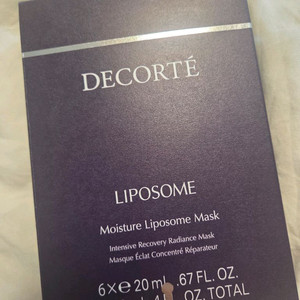 DECORTÉ
LIPOSOME
Moisture Liposome Mask
Intensive Recovery Radiance Mask
Masque Éclat Concentré Réparateur
6×℮20 mL .67 FL. OZ.
OZ. TOTAL